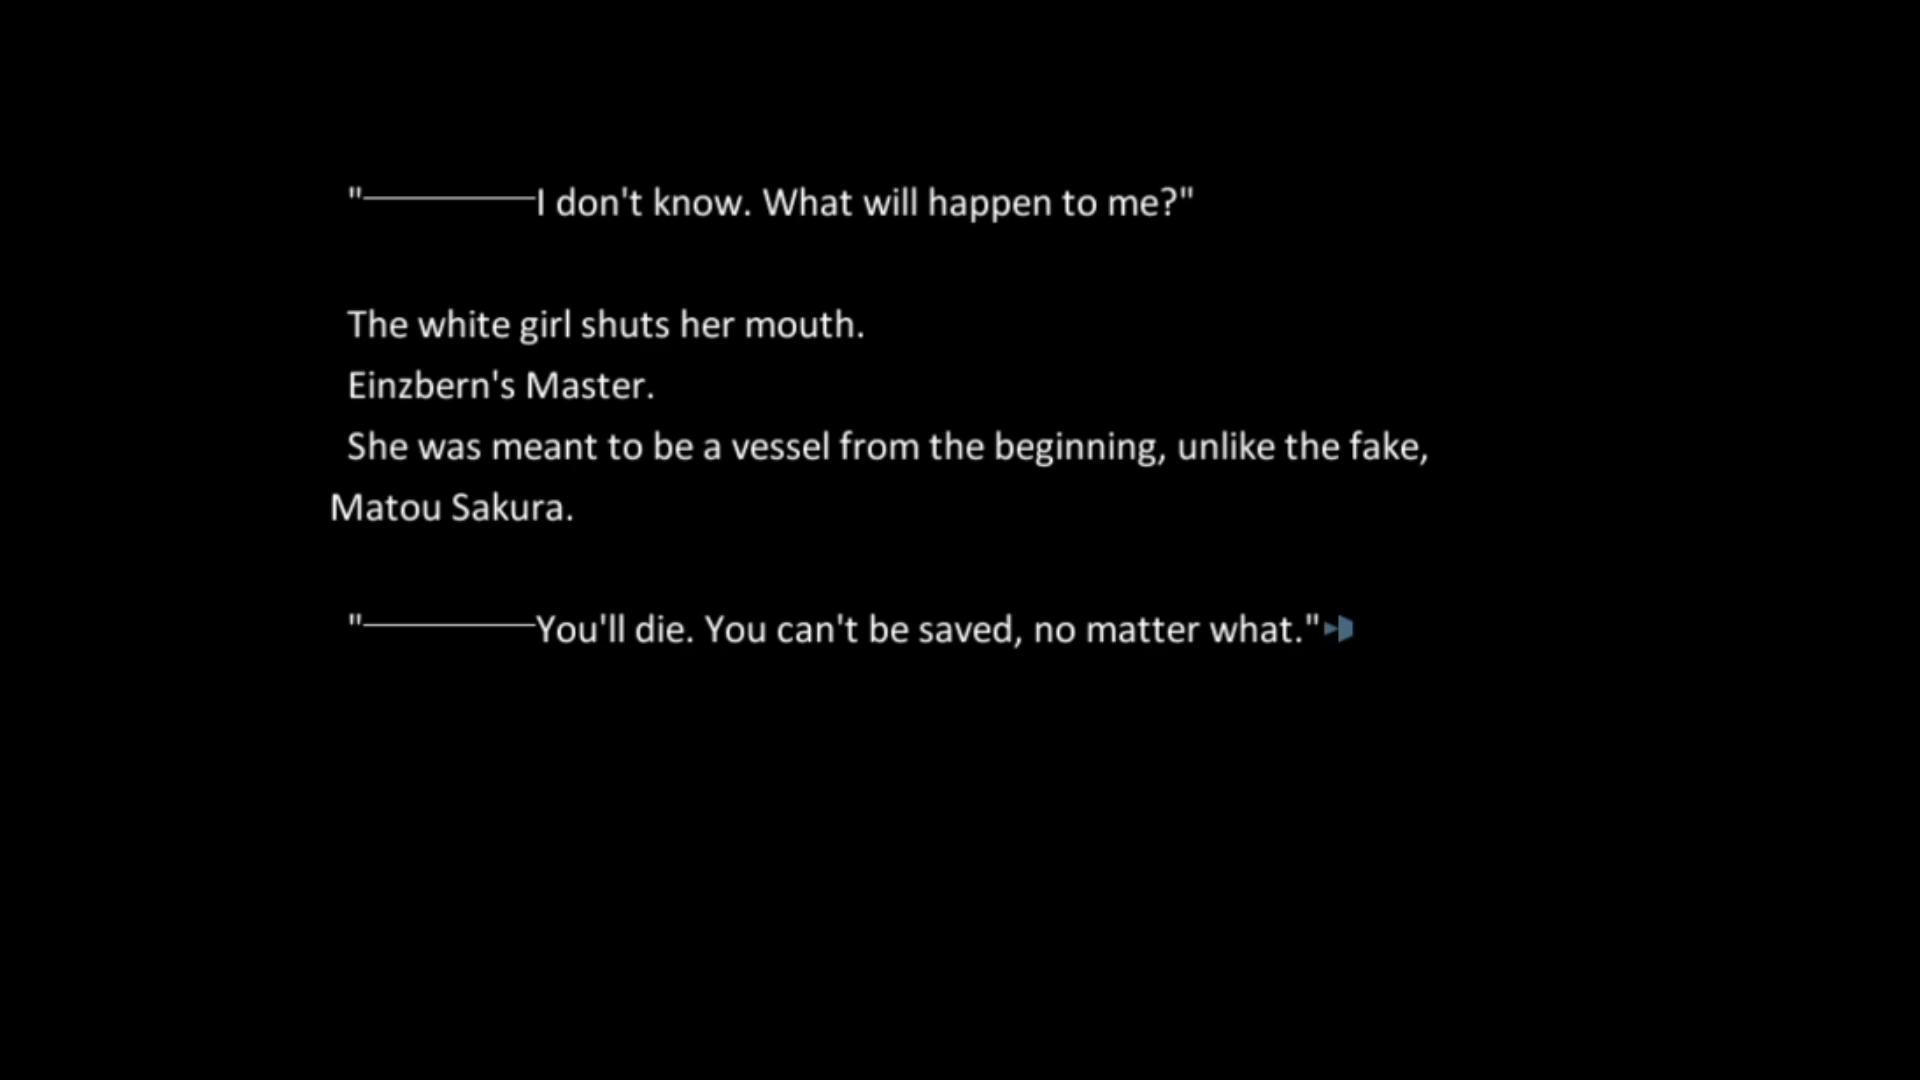 "─────I don't know. What will happen to me?"
The white girl shuts her mouth.
Einzbern's Master.
She was meant to be a vessel from the beginning, unlike the fake,
Matou Sakura.
"─────You'll die. You can't be saved, no matter what."